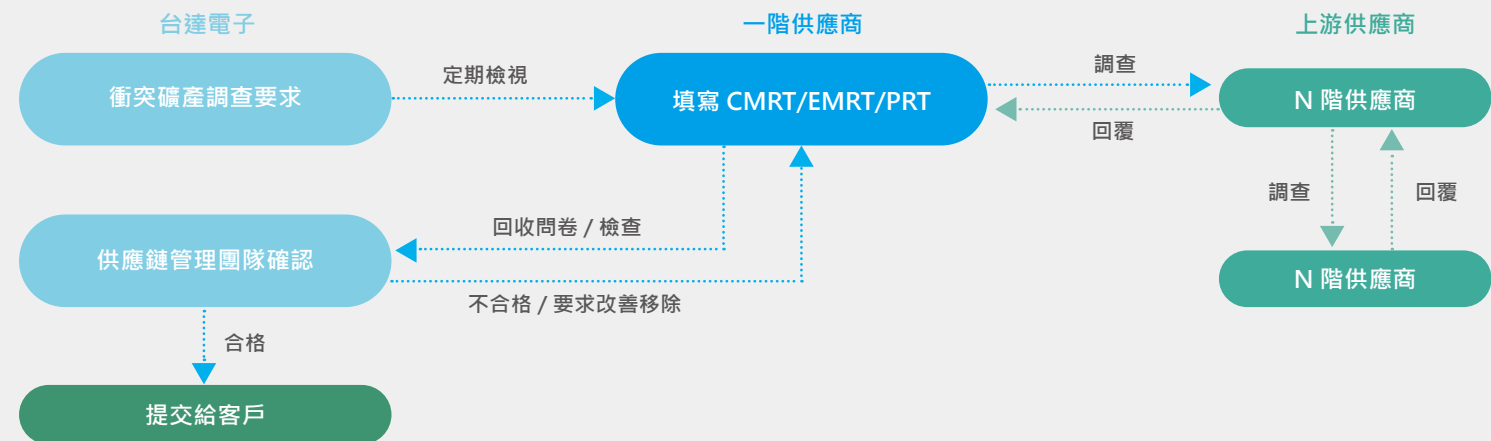 台達電子
一階供應商
上游供應商
衝突礦產調查要求
定期檢視
填寫 CMRT/EMRT/PRT
調查
回覆
N 階供應商
調查
回覆
N 階供應商
回收問卷 / 檢查
供應鏈管理團隊確認
不合格 / 要求改善移除
合格
提交給客戶